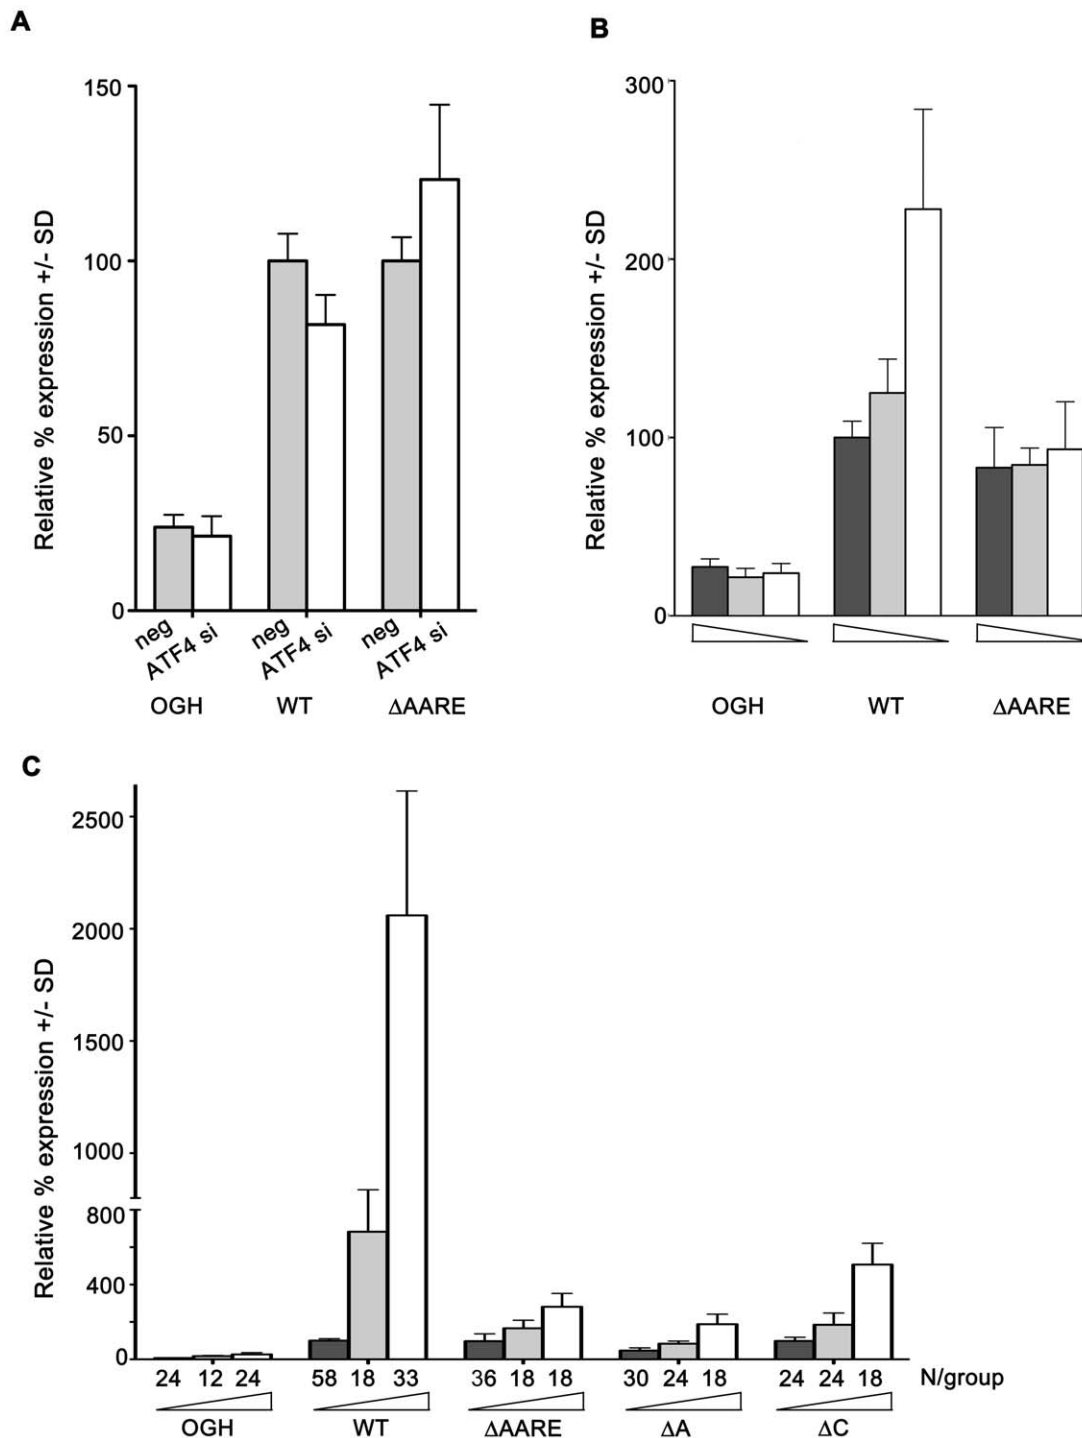 A
Relative % expression +/- SD
150
100
50
0
neg ATF4 si neg ATF4 si neg ATF4 si
OGH WT ΔAARE
B
Relative % expression +/- SD
300
200
100
0
OGH WT ΔAARE
C
Relative % expression +/- SD
2500
2000
1500
1000
800
400
0
24 12 24 58 18 33 36 18 18 30 24 18 24 24 18 N/group
OGH WT ΔAARE ΔA ΔC